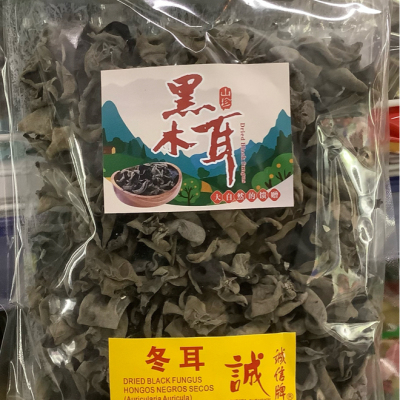 山珍
黑木耳
Dried Black Fungus
大自然的馈赠
冬耳
DRIED BLACK FUNGUS
HONGOS NEGROS SECOS
(Auricularia Auricula)
誠
誠信牌
®